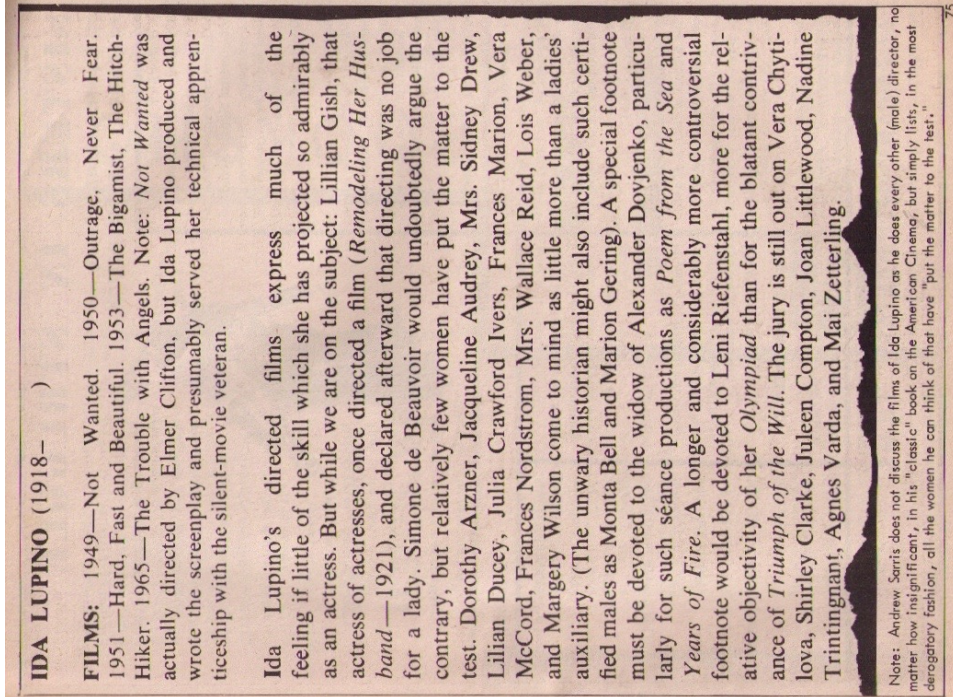 IDA LUPINO (1918– )
FILMS: 1949—Not Wanted. 1950—Outrage, Never Fear.
1951—Hard, Fast and Beautiful. 1953—The Bigamist, The Hitch-
Hiker. 1965—The Trouble with Angels. Note: Not Wanted was
actually directed by Elmer Clifton, but Ida Lupino produced and
wrote the screenplay and presumably served her technical appren-
ticeship with the silent-movie veteran.
Ida Lupino's directed films express much of the
feeling if little of the skill which she has projected so admirably
as an actress. But while we are on the subject: Lillian Gish, that
actress of actresses, once directed a film (Remodeling Her Hus-
band—1921), and declared afterward that directing was no job
for a lady. Simone de Beauvoir would undoubtedly argue the
contrary, but relatively few women have put the matter to the
test. Dorothy Arzner, Jacqueline Audrey, Mrs. Sidney Drew,
Lilian Ducey, Julia Crawford Ivers, Frances Marion, Vera
McCord, Frances Nordstrom, Mrs. Wallace Reid, Lois Weber,
and Margery Wilson come to mind as little more than a ladies'
auxiliary. (The unwary historian might also include such certi-
fied males as Monta Bell and Marion Gering). A special footnote
must be devoted to the widow of Alexander Dovjenko, particu-
larly for such séance productions as Poem from the Sea and
Years of Fire. A longer and considerably more controversial
footnote would be devoted to Leni Riefenstahl, more for the rel-
ative objectivity of her Olympiad than for the blatant contriv-
ance of Triumph of the Will. The jury is still out on Vera Chyti-
lova, Shirley Clarke, Juleen Compton, Joan Littlewood, Nadine
Trintingnant, Agnes Varda, and Mai Zetterling.
Note: Andrew Sarris does not discuss the films of Ida Lupino as he does every other (male) director, no
matter how insignificant, in his "classic" book on the American Cinema, but simply lists, in the most
derogatory fashion, all the women he can think of that have "put the matter to the test."
75